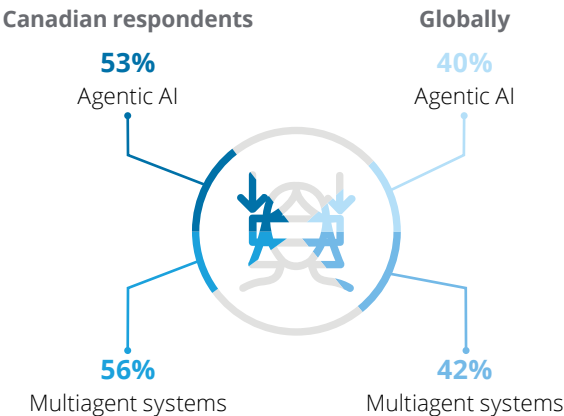 Canadian respondents
Globally
53%
Agentic AI
40%
Agentic AI
56%
Multiagent systems
42%
Multiagent systems